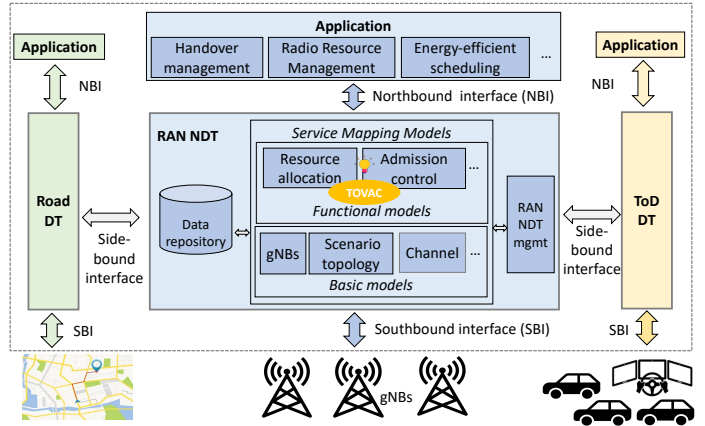 Application
Application
Application
Handover
management
Radio Resource
Management
Energy-efficient
scheduling
...
NBI
Northbound interface (NBI)
NBI
RAN NDT
Service Mapping Models
Resource
allocation
Admission
control
...
TOVAC
Functional models
Road
DT
Side-
bound
interface
Data
repository
gNBs
Scenario
topology
Channel
...
Basic models
RAN
NDT
mgmt
Side-
bound
interface
ToD
DT
SBI
Southbound interface (SBI)
SBI
gNBs